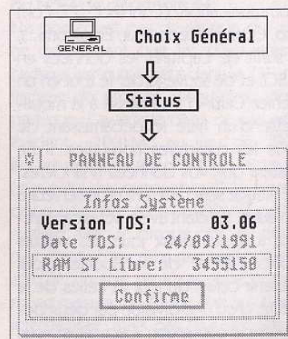 GENERAL
Choix Général
Status
PANNEAU DE CONTROLE
Infos Système
Version TOS: 03.06
Date TOS: 24/09/1991
RAM ST Libre: 3455150
Confirme